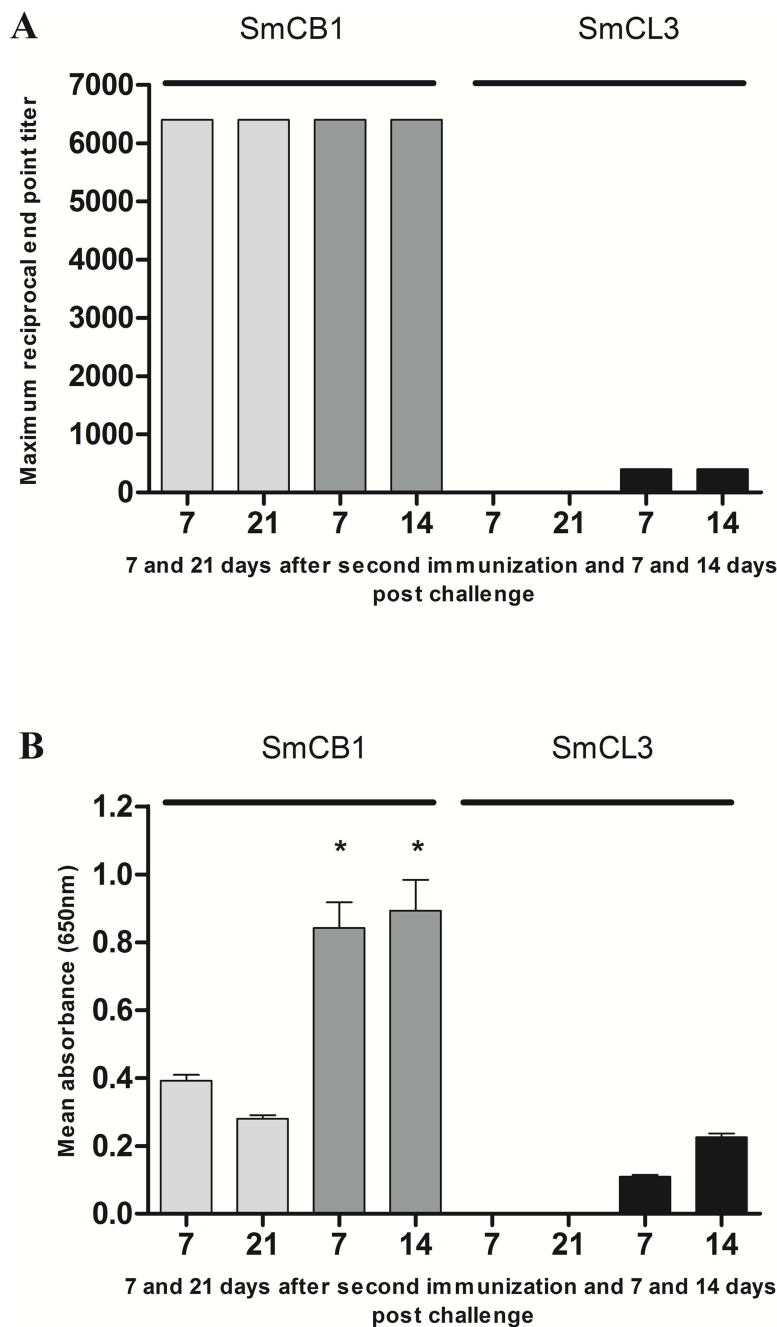 A
SmCB1 SmCL3
Maximum reciprocal end point titer
7000
6000
5000
4000
3000
2000
1000
0
7 21 7 14 7 21 7 14
7 and 21 days after second immunization and 7 and 14 days
post challenge
B
SmCB1 SmCL3
Mean absorbance (650nm)
1.2
1.0
0.8
0.6
0.4
0.2
0.0
* *
7 21 7 14 7 21 7 14
7 and 21 days after second immunization and 7 and 14 days
post challenge